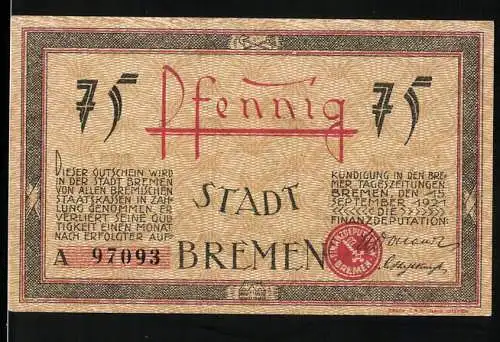 75 Pfennig 75
DIESER GUTSCHEIN WIRD
IN DER STADT BREMEN
VON ALLEN BREMISCHEN
STAATSKASSEN IN ZAH
LUNG GENOMMEN. ER
VERLIERT SEINE GÜL
TIGKEIT EINEN MONAT
NACH ERFOLGTER AUF
A 97093
STADT
BREMEN
KÜNDIGUNG IN DEN BRE
MER TAGESZEITUNGEN.
BREMEN, DEN 15.
SEPTEMBER 1921
DIE
FINANZDEPUTATION:
FINANZDEPUTATION
BREMEN